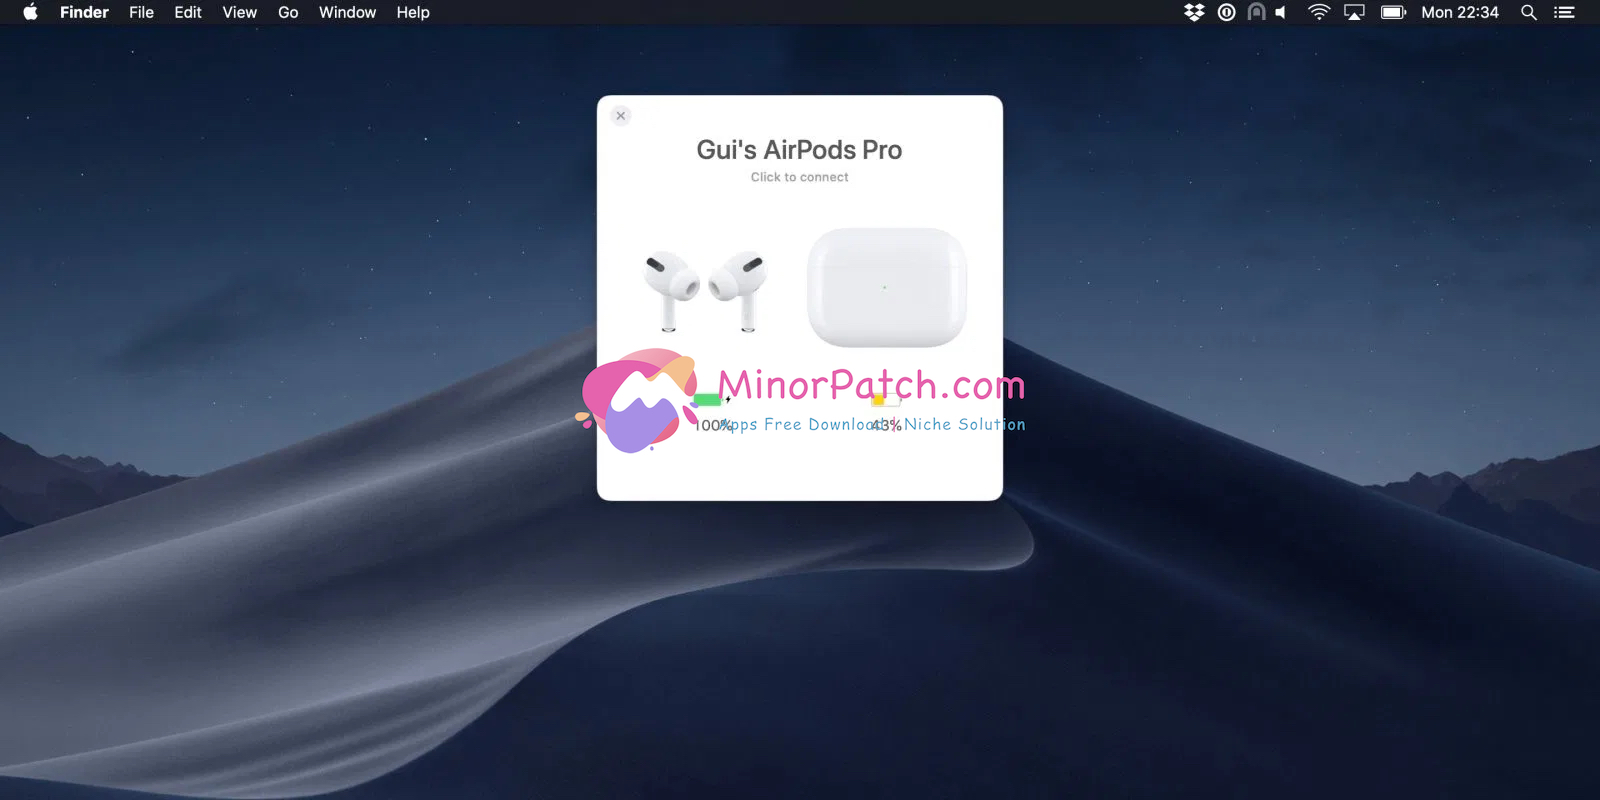 Finder File Edit View Go Window Help Mon 22:34
Gui's AirPods Pro
Click to connect
MinorPatch.com
100% 43%
Apps Free Download | Niche Solution